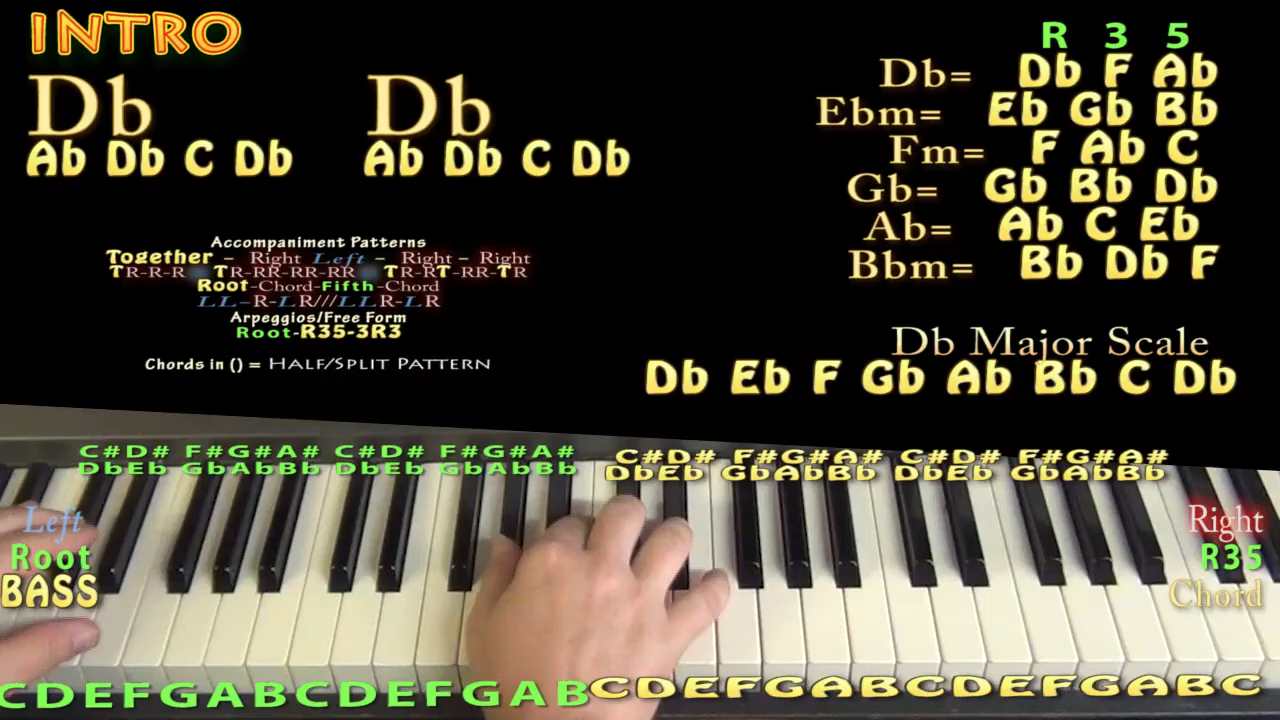 INTRO
Db Db
Ab Db C Db Ab Db C Db
R 3 5
Db= Db F Ab
Ebm= Eb Gb Bb
Fm= F Ab C
Gb= Gb Bb Db
Ab= Ab C Eb
Bbm= Bb Db F
Accompaniment Patterns
Together - Right Left - Right - Right
TR-R-R TR-RR-RR-RR TR-RT-RR-TR
Root-Chord-Fifth-Chord
LL-R-LR///LLR-LR
Arpeggios/Free Form
Root-R35-3R3
Chords in () = HALF/SPLIT PATTERN
Db Major Scale
Db Eb F Gb Ab Bb C Db
C#D# F#G#A# C#D# F#G#A# C#D# F#G#A# C#D# F#G#A#
DbEb GbAbBb DbEb GbAbBb DbEb GbAbBb DbEb GbAbBb
Left
Root
BASS
Right
R35
Chord
CDEFGABCDEFGABCDEFGABCDEFGABC